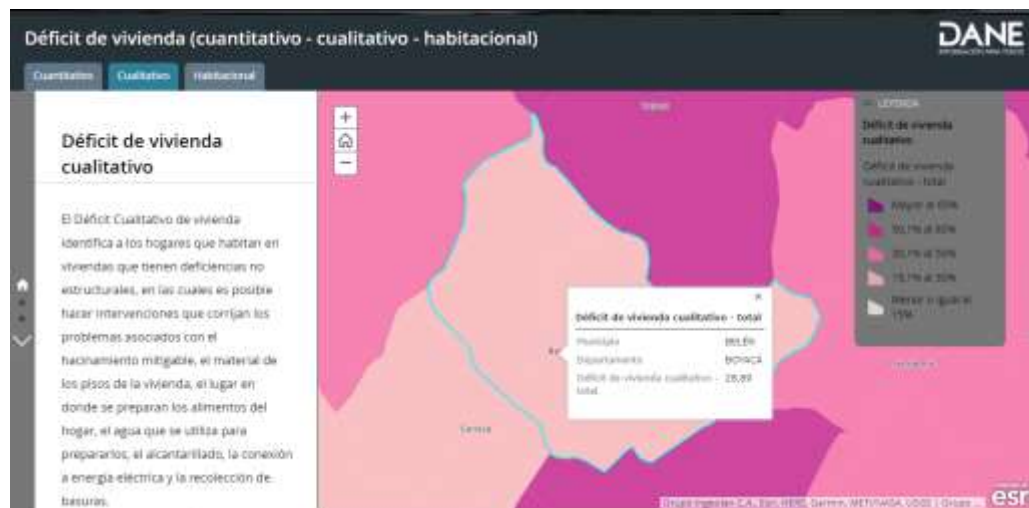 Déficit de vivienda (cuantitativo - cualitativo - habitacional)
DANE
Cuantitativo
Cualitativo
Habitacional
Déficit de vivienda
cualitativo
El Déficit Cualitativo de vivienda
identifica a los hogares que habitan en
viviendas que tienen deficiencias no
estructurales, en las cuales es posible
hacer intervenciones que corrijan los
problemas asociados con el
hacinamiento mitigable, el material de
los pisos de la vivienda, el lugar en
donde se preparan los alimentos del
hogar, el agua que se utiliza para
prepararlos, el alcantarillado, la conexión
a energía eléctrica y la recolección de
basuras.
+
−
Cerinza
×
Déficit de vivienda cualitativo - total
Municipio BELÉN
Departamento BOYACÁ
Déficit de vivienda cualitativo - 28,89
total
LEYENDA
Déficit de vivienda
cualitativo
Déficit de vivienda
cualitativo - total
Mayor al 60%
Menor o igual al
15%
esri